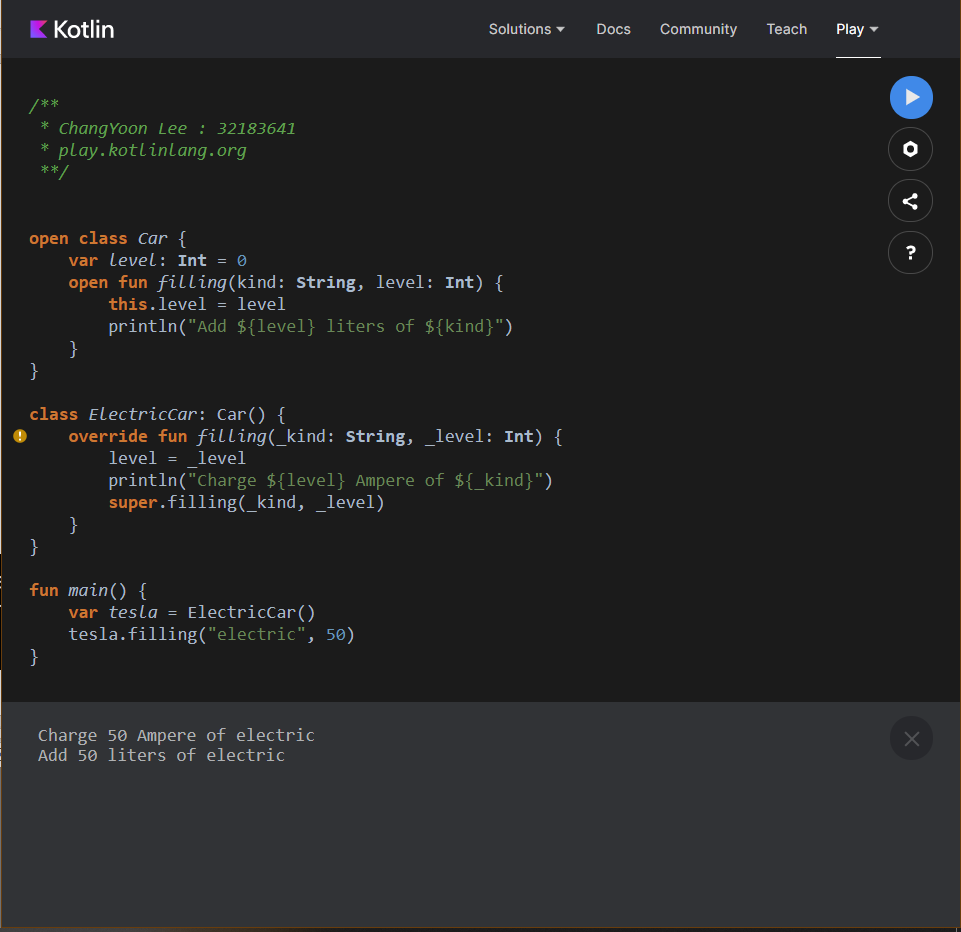 Kotlin Solutions Docs Community Teach Play
/**
 * ChangYoon Lee : 32183641
 * play.kotlinlang.org
 **/
open class Car {
    var level: Int = 0
    open fun filling(kind: String, level: Int) {
        this.level = level
        println("Add ${level} liters of ${kind}")
    }
}
class ElectricCar: Car() {
    override fun filling(_kind: String, _level: Int) {
        level = _level
        println("Charge ${level} Ampere of ${_kind}")
        super.filling(_kind, _level)
    }
}
fun main() {
    var tesla = ElectricCar()
    tesla.filling("electric", 50)
}
Charge 50 Ampere of electric
Add 50 liters of electric